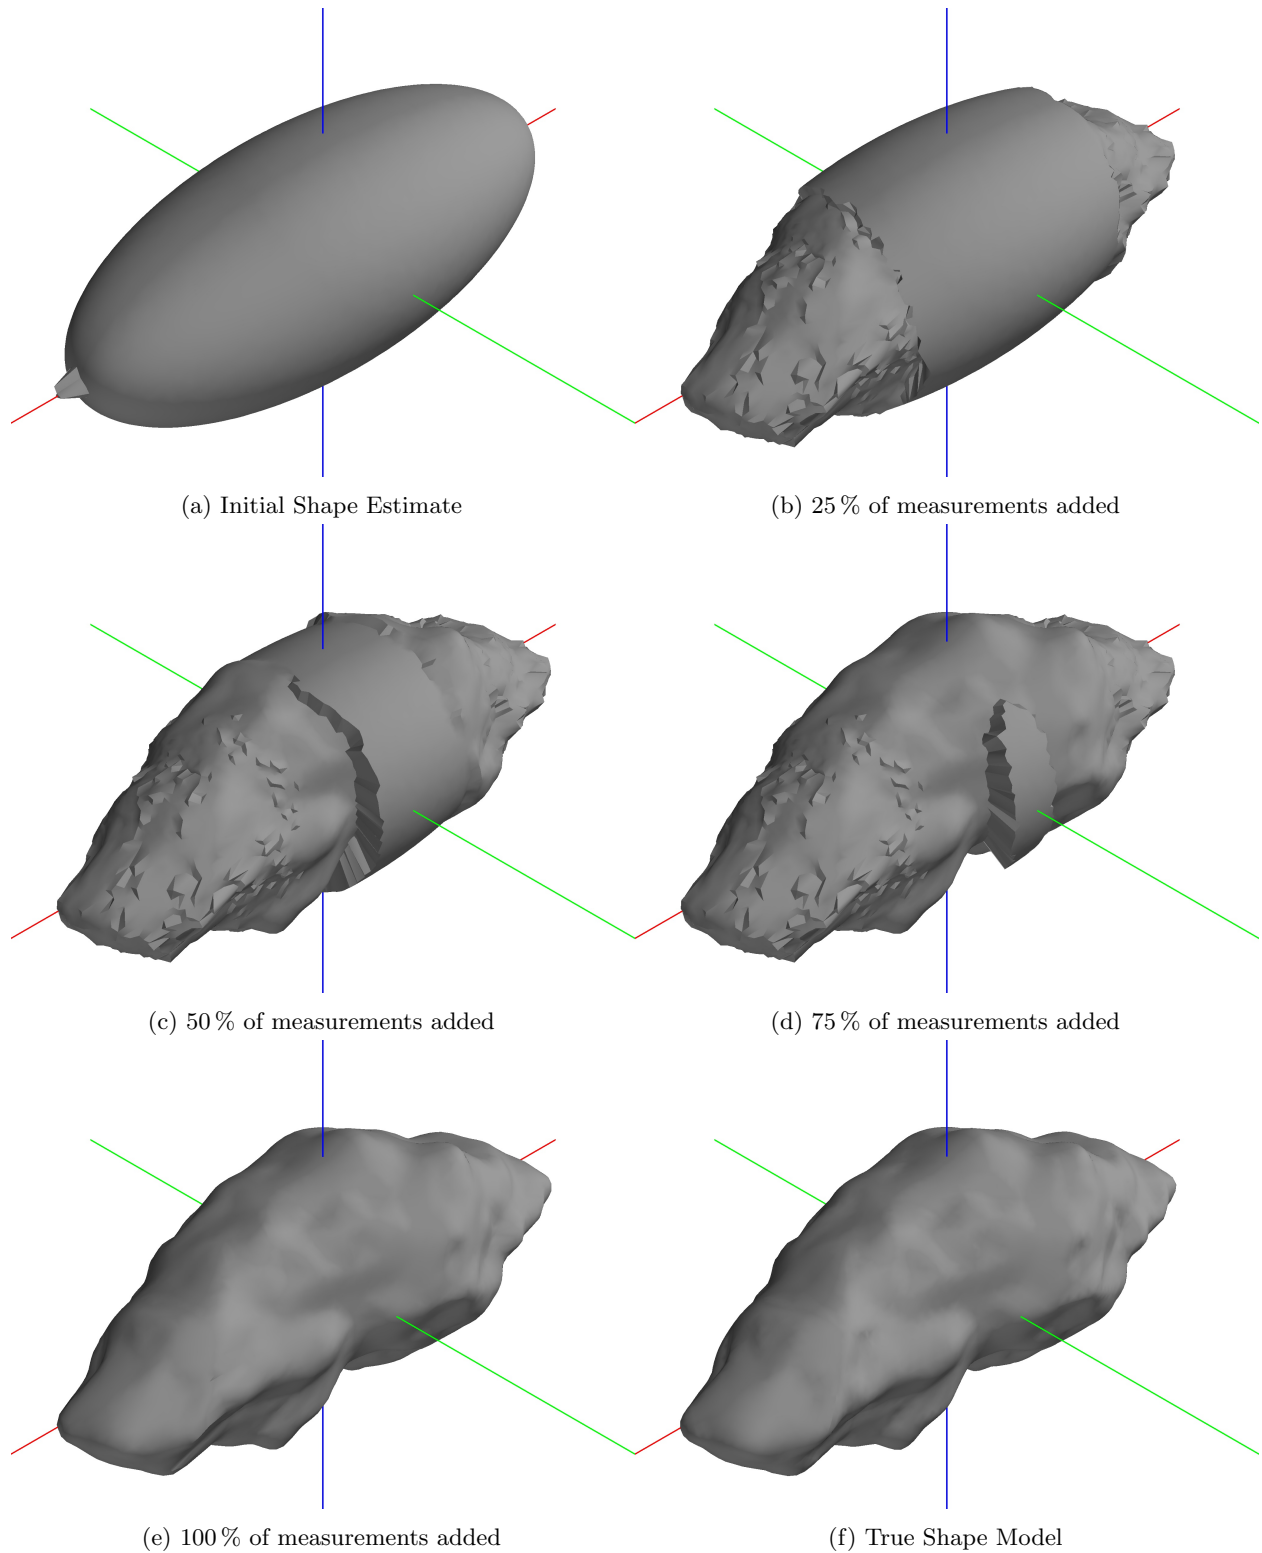 (a) Initial Shape Estimate
(b) 25 % of measurements added
(c) 50 % of measurements added
(d) 75 % of measurements added
(e) 100 % of measurements added
(f) True Shape Model